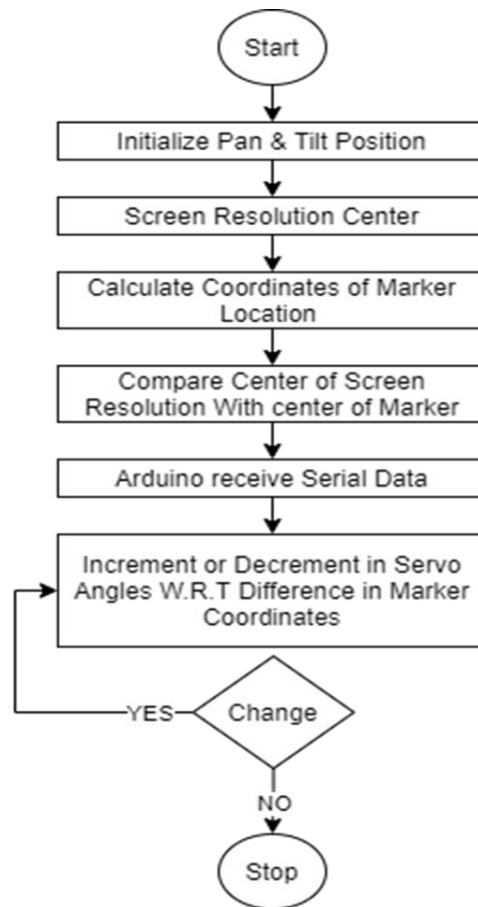 Start
Initialize Pan & Tilt Position
Screen Resolution Center
Calculate Coordinates of Marker
Location
Compare Center of Screen
Resolution With center of Marker
Arduino receive Serial Data
Increment or Decrement in Servo
Angles W.R.T Difference in Marker
Coordinates
YES
Change
NO
Stop